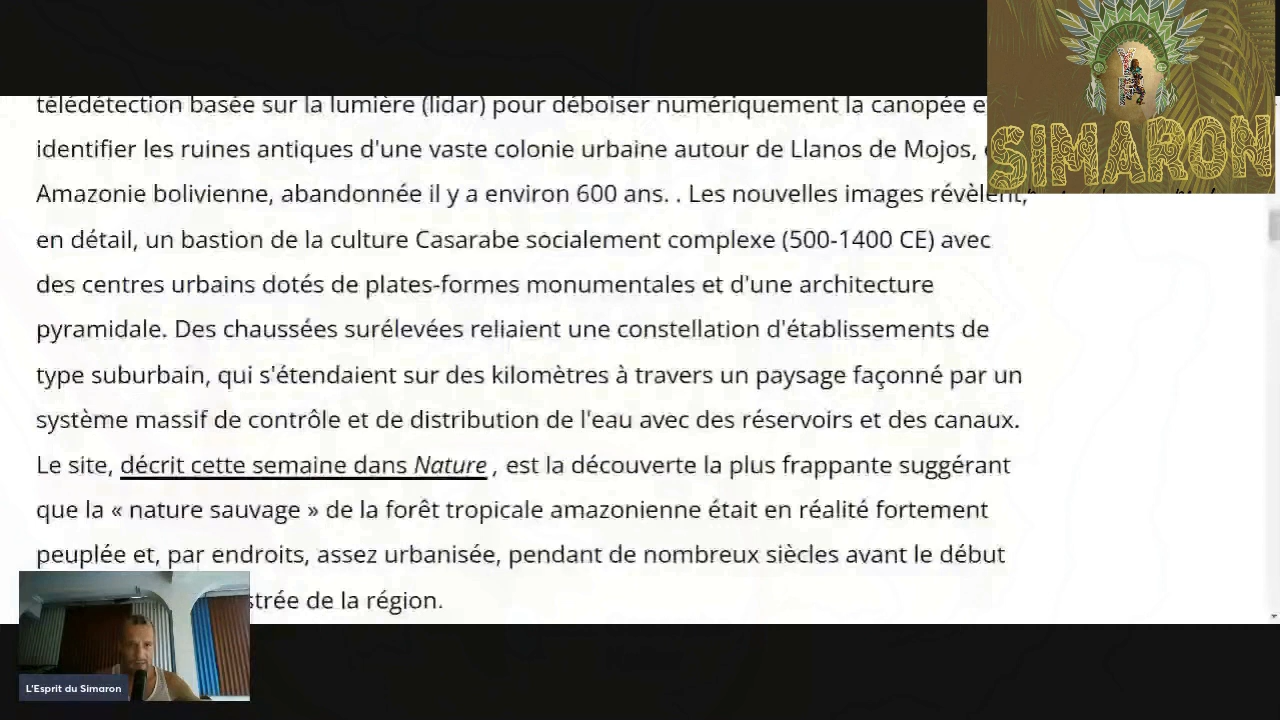 télédétection basée sur la lumière (lidar) pour déboiser numériquement la canopée
identifier les ruines antiques d'une vaste colonie urbaine autour de Llanos de Mojos,
Amazonie bolivienne, abandonnée il y a environ 600 ans. . Les nouvelles images révèlent,
en détail, un bastion de la culture Casarabe socialement complexe (500-1400 CE) avec
des centres urbains dotés de plates-formes monumentales et d'une architecture
pyramidale. Des chaussées surélevées reliaient une constellation d'établissements de
type suburbain, qui s'étendaient sur des kilomètres à travers un paysage façonné par un
système massif de contrôle et de distribution de l'eau avec des réservoirs et des canaux.
Le site, décrit cette semaine dans Nature , est la découverte la plus frappante suggérant
que la « nature sauvage » de la forêt tropicale amazonienne était en réalité fortement
peuplée et, par endroits, assez urbanisée, pendant de nombreux siècles avant le début
strée de la région.
SIMARON
L'Esprit du Simaron